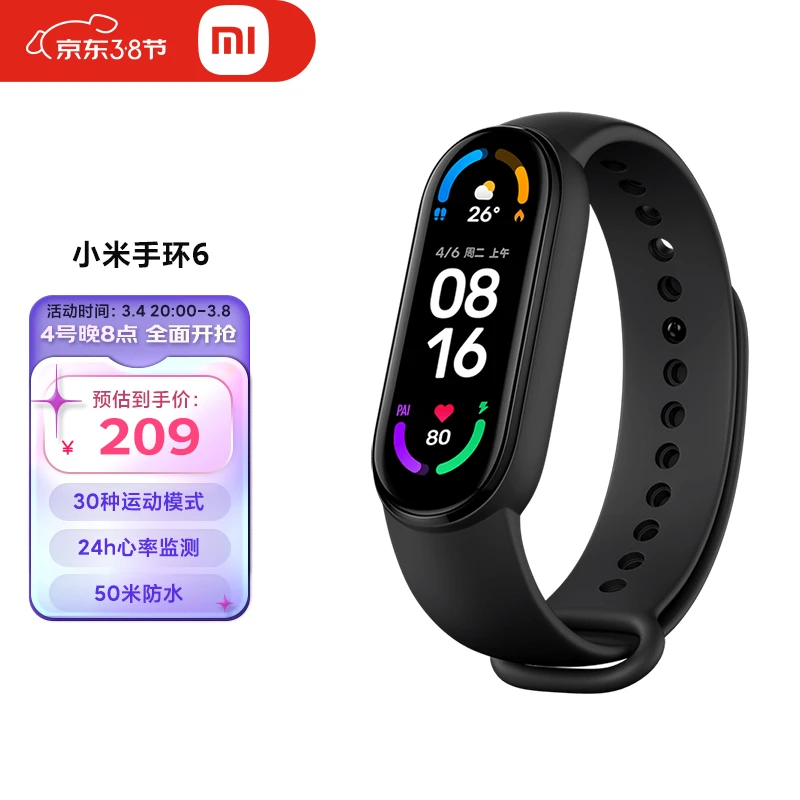 京东3.8节
mi
小米手环6
活动时间：3.4 20:00-3.8
4号晚8点 全面开抢
预估到手价：
¥ 209
30种运动模式
24h心率监测
50米防水
26°
4/6 周二 上午
08
16
PAI
80